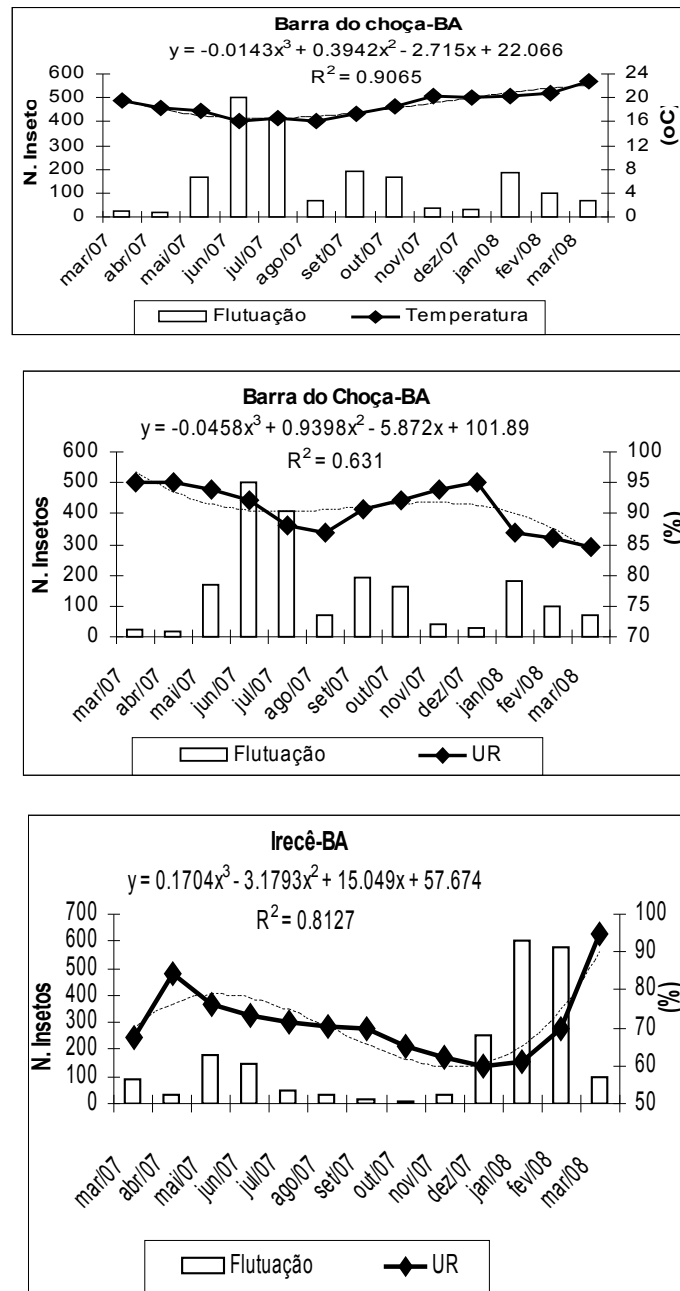 Barra do choça-BA
y = -0.0143x³ + 0.3942x² - 2.715x + 22.066
R² = 0.9065
N. Inseto
600
500
400
300
200
100
0
24
20
16
12
8
4
0
(oC)
mar/07
abr/07
mai/07
jun/07
jul/07
ago/07
set/07
out/07
nov/07
dez/07
jan/08
fev/08
mar/08
Flutuação
Temperatura
Barra do Choça-BA
y = -0.0458x³ + 0.9398x² - 5.872x + 101.89
R² = 0.631
N. Insetos
600
500
400
300
200
100
0
100
95
90
85
80
75
70
(%)
mar/07
abr/07
mai/07
jun/07
jul/07
ago/07
set/07
out/07
nov/07
dez/07
jan/08
fev/08
mar/08
Flutuação
UR
Irecê-BA
y = 0.1704x³ - 3.1793x² + 15.049x + 57.674
R² = 0.8127
N. Insetos
700
600
500
400
300
200
100
0
100
90
80
70
60
50
(%)
mar/07
abr/07
mai/07
jun/07
jul/07
ago/07
set/07
out/07
nov/07
dez/07
jan/08
fev/08
mar/08
Flutuação
UR